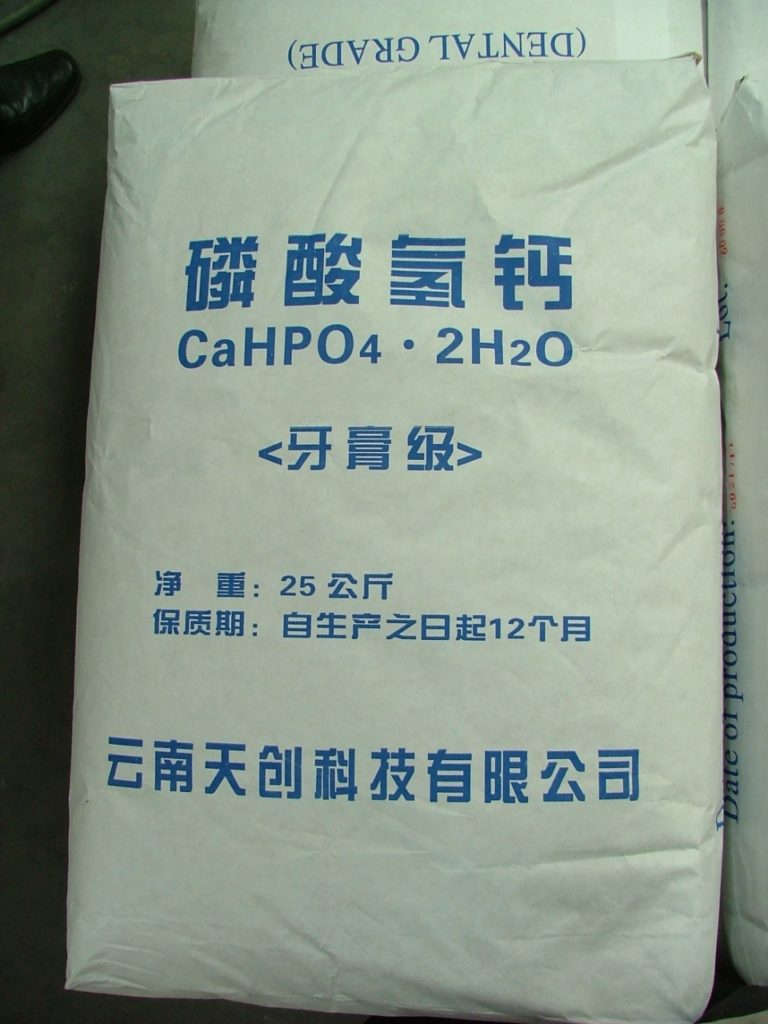 (DENTAL GRADE)
磷酸氢钙
CaHPO4·2H2O
<牙膏级>
净 重：25 公斤
保质期：自生产之日起12个月
云南天创科技有限公司
Lot.
Date of production: